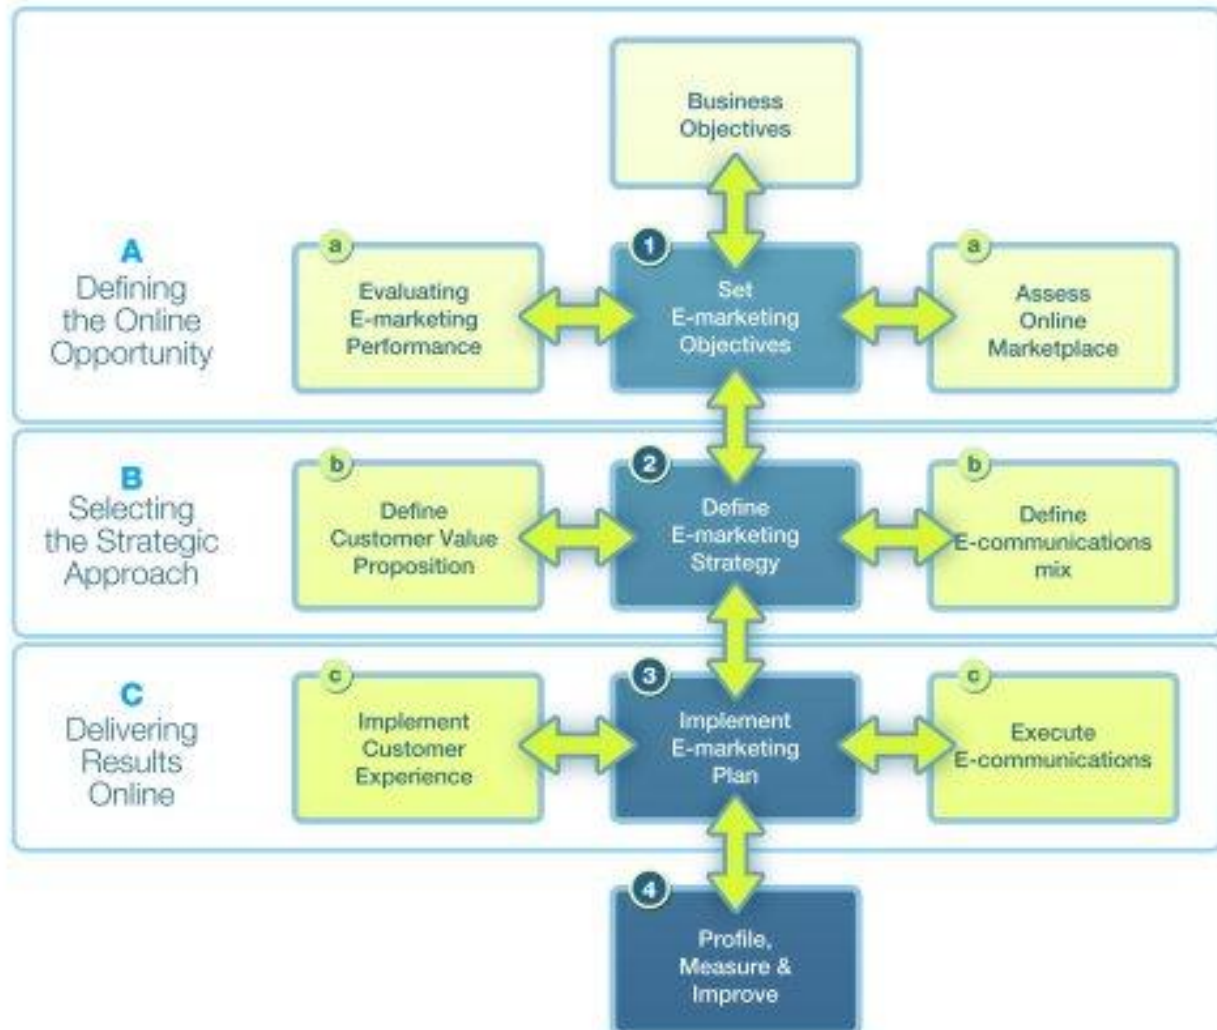 Business
Objectives
A
Defining
the Online
Opportunity
a
Evaluating
E-marketing
Performance
1
Set
E-marketing
Objectives
a
Assess
Online
Marketplace
B
Selecting
the Strategic
Approach
b
Define
Customer Value
Proposition
2
Define
E-marketing
Strategy
b
Define
E-communications
mix
C
Delivering
Results
Online
c
Implement
Customer
Experience
3
Implement
E-marketing
Plan
c
Execute
E-communications
4
Profile,
Measure &
Improve